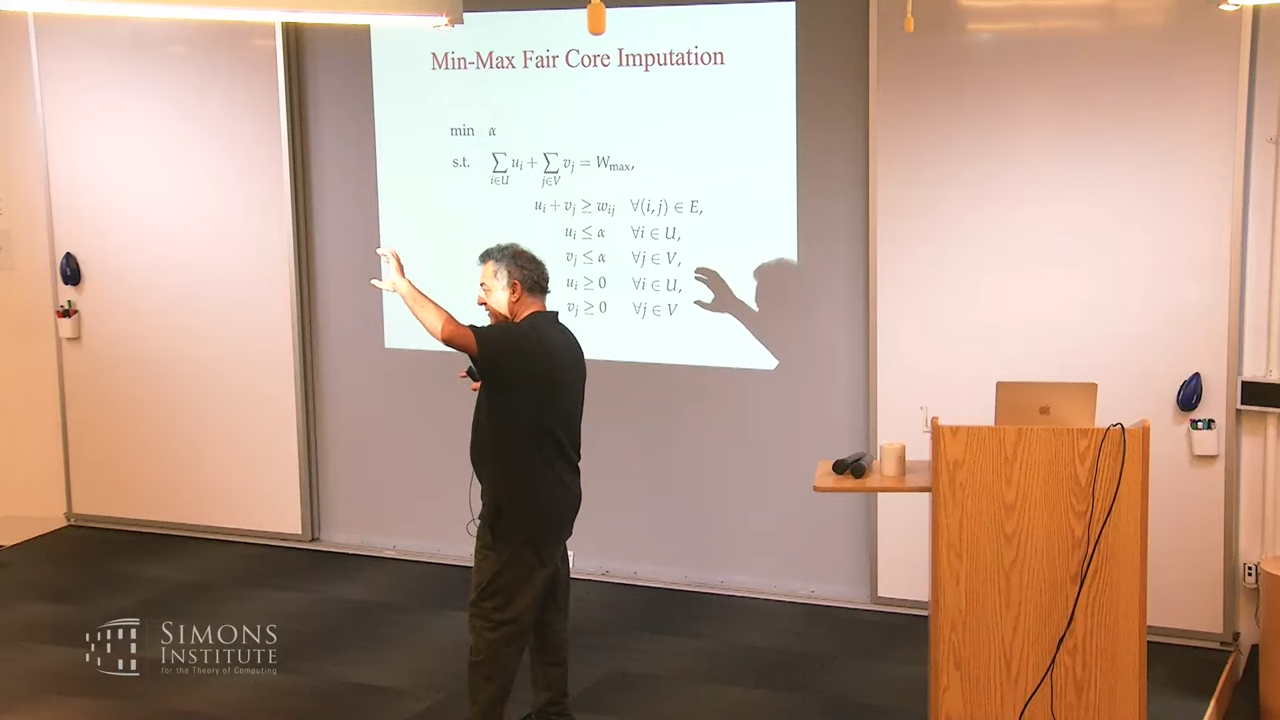 Min-Max Fair Core Imputation
min α
s.t. ∑_{i∈U} u_i + ∑_{j∈V} v_j = W_max,
u_i + v_j ≥ w_ij ∀(i, j) ∈ E,
u_i ≤ α ∀i ∈ U,
v_j ≤ α ∀j ∈ V,
u_i ≥ 0 ∀i ∈ U,
v_j ≥ 0 ∀j ∈ V
SIMONS
INSTITUTE
for the Theory of Computing